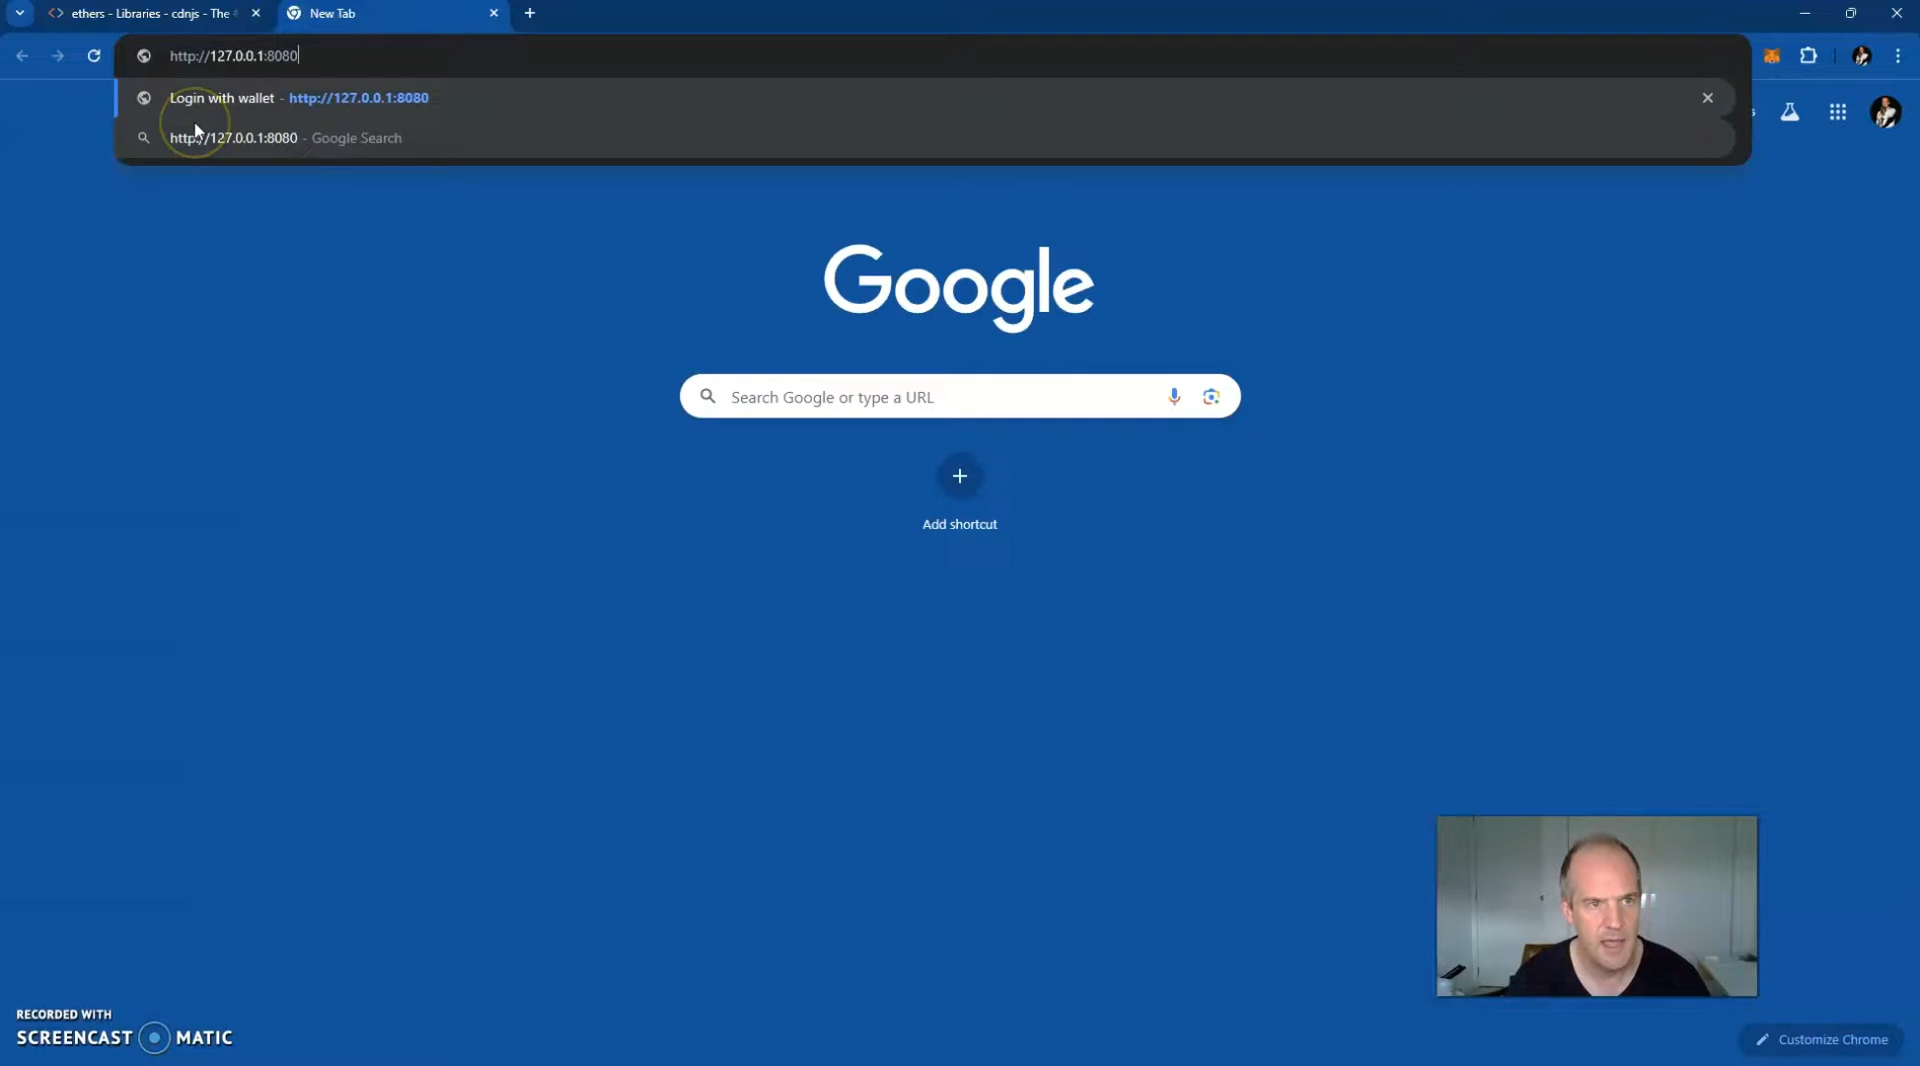 ethers - Libraries - cdnjs - The
New Tab
http://127.0.0.1:8080
Login with wallet - http://127.0.0.1:8080
http://127.0.0.1:8080 - Google Search
Google
Search Google or type a URL
Add shortcut
RECORDED WITH
SCREENCAST MATIC
Customize Chrome